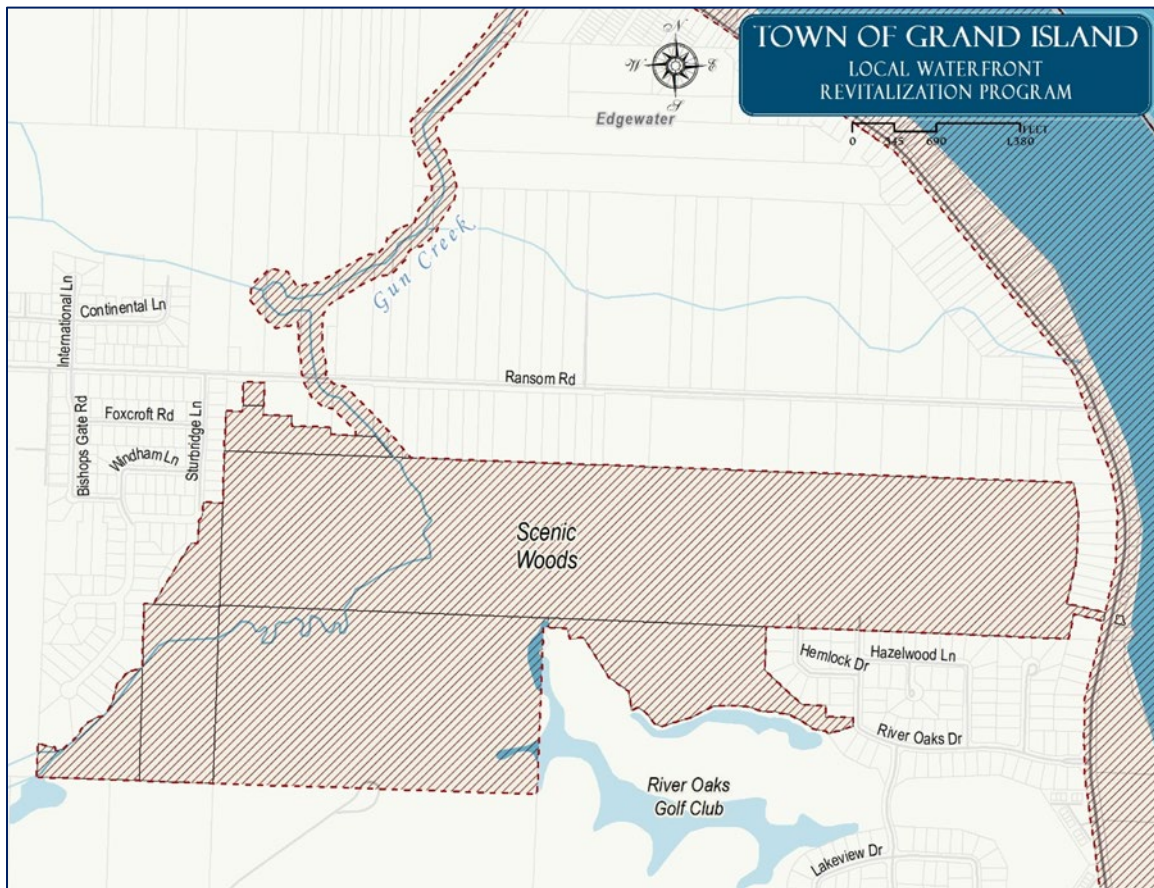 TOWN OF GRAND ISLAND
LOCAL WATERFRONT
REVITALIZATION PROGRAM
N
W
E
S
Edgewater
FEET
0 345 690 1,380
Gun Creek
International Ln
Continental Ln
Ransom Rd
Bishops Gate Rd
Foxcroft Rd
Windham Ln
Sturbridge Ln
Scenic
Woods
Hemlock Dr
Hazelwood Ln
River Oaks Dr
River Oaks
Golf Club
Lakeview Dr